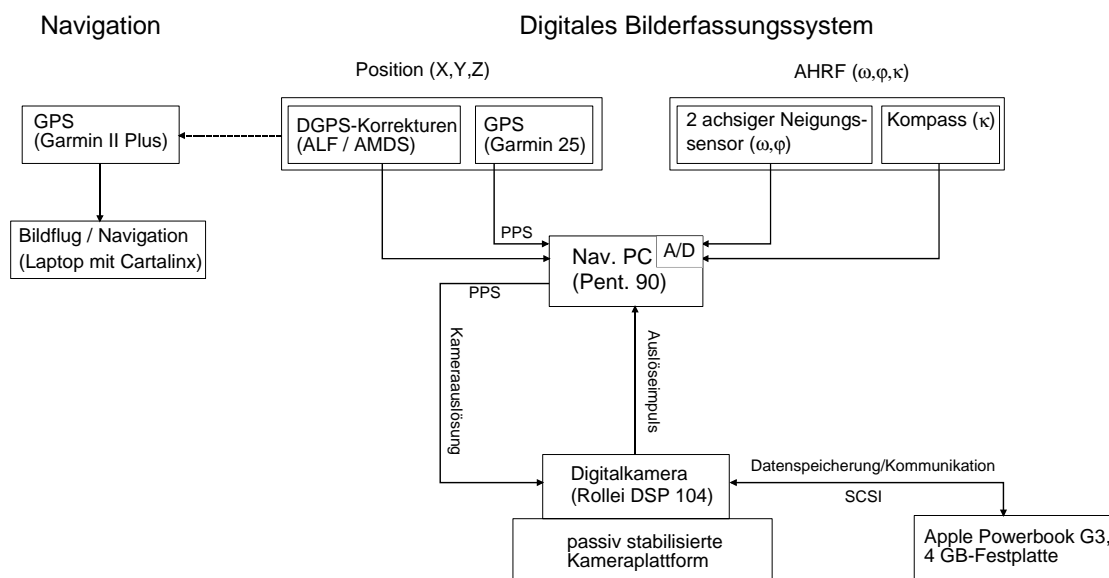 Navigation
Digitales Bilderfassungssystem
Position (X,Y,Z)
AHRF (ω,φ,κ)
GPS
(Garmin II Plus)
DGPS-Korrekturen
(ALF / AMDS)
GPS
(Garmin 25)
2 achsiger Neigungs-
sensor (ω,φ)
Kompass (κ)
Bildflug / Navigation
(Laptop mit Cartalinx)
PPS
Nav. PC
(Pent. 90)
A/D
PPS
Kameraauslösung
Auslöseimpuls
Digitalkamera
(Rollei DSP 104)
Datenspeicherung/Kommunikation
SCSI
passiv stabilisierte
Kameraplattform
Apple Powerbook G3,
4 GB-Festplatte